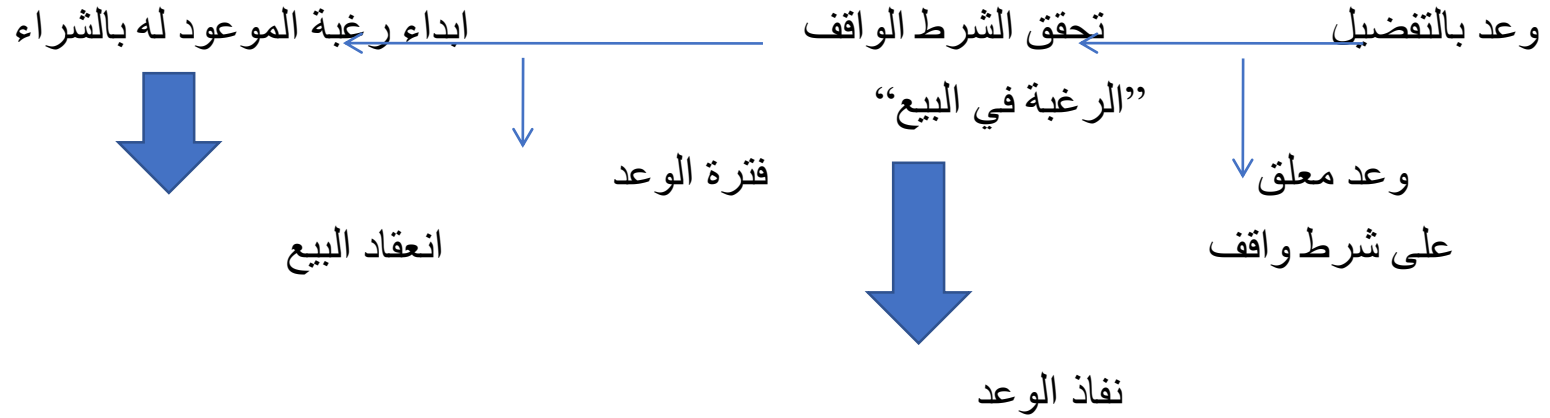 وعد بالتفضيل
تحقق الشرط الواقف
ابداء رغبة الموعود له بالشراء
”الرغبة في البيع“
وعد معلق
على شرط واقف
فترة الوعد
انعقاد البيع
نفاذ الوعد